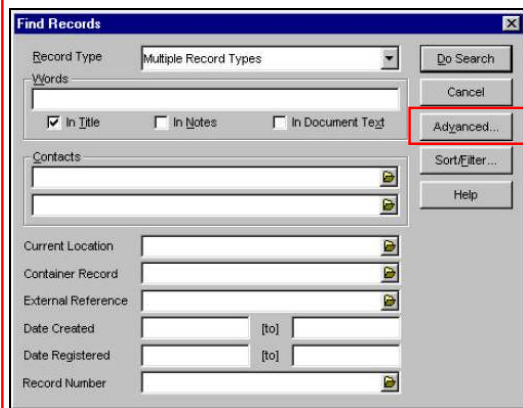 Find Records
Record Type Multiple Record Types Do Search
Words
Cancel
In Title In Notes In Document Text
Advanced...
Contacts
Sort/Filter...
Help
Current Location
Container Record
External Reference
Date Created [to]
Date Registered [to]
Record Number